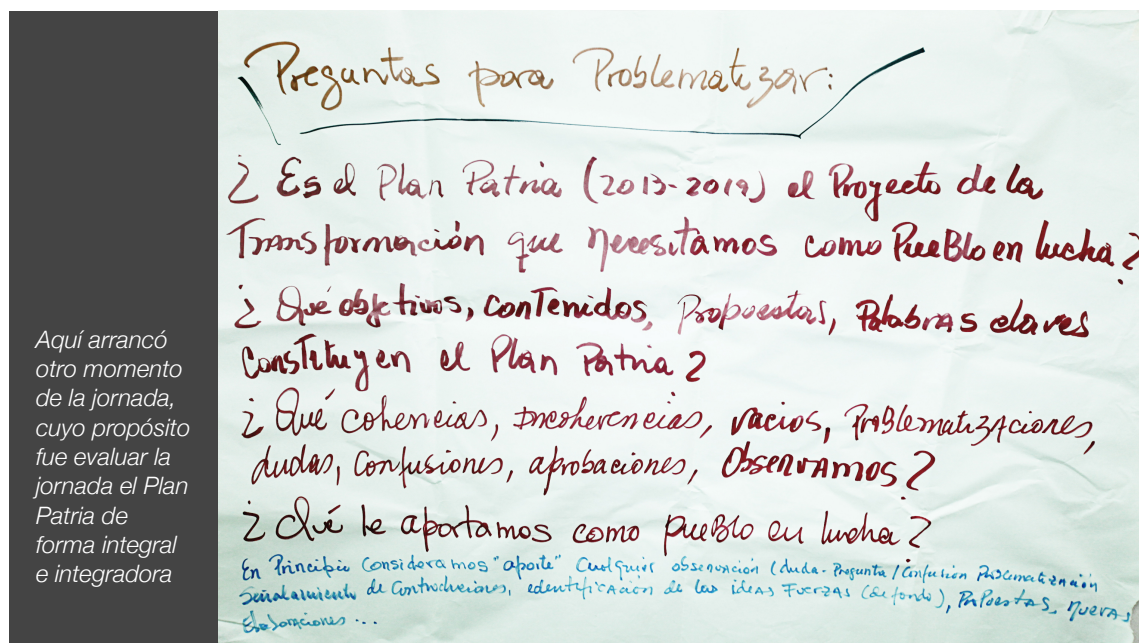 Aquí arrancó
otro momento
de la jornada,
cuyo propósito
fue evaluar la
jornada el Plan
Patria de
forma integral
e integradora
Preguntas para Problematizar:
¿Es el Plan Patria (2013-2019) el Proyecto de la
Transformación que necesitamos como PueBlo en lucha?
¿Qué objetivos, contenidos, Propuestas, Palabras claves
Constituyen el Plan Patria?
¿Qué coherencias, Incoherencias, vacios, ProBlematizaciones,
dudas, Confusiones, aprobaciones, Observamos?
¿Qué le aportamos como pueBlo en lucha?
En Principio Consideramos "aporte" Cualquier observación (duda-Pregunta/Confusión Problematización
Señalamiento de Contradicciones, identificación de las ideas Fuerzas (de fondo), Propuestas, Nuevas
Elaboraciones...